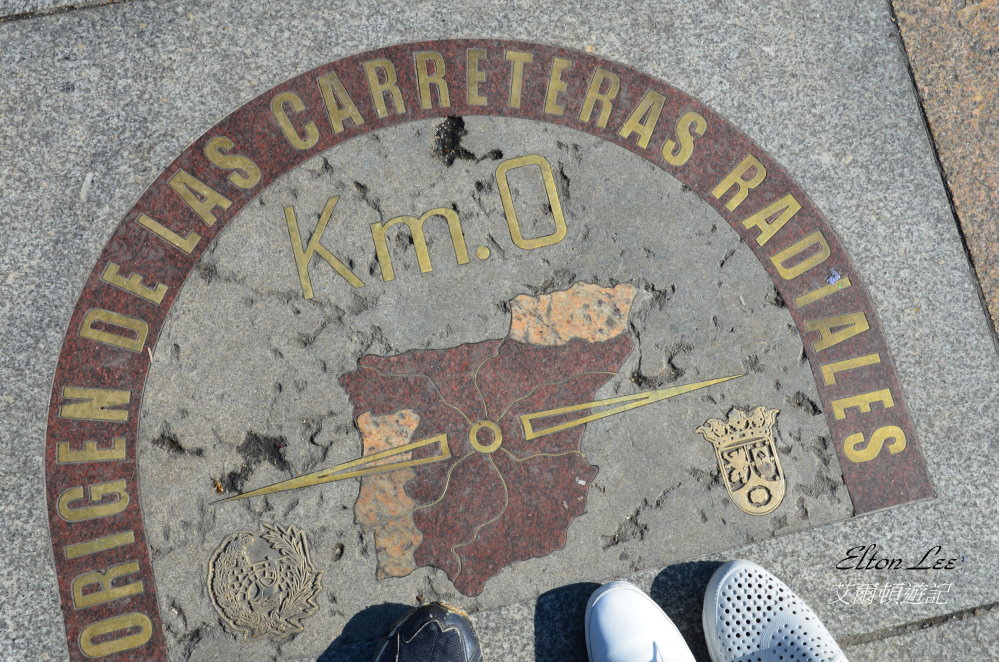 ORIGEN DE LAS CARRETERAS RADIALES
Km. 0
Elton Lee
艾爾頓遊記